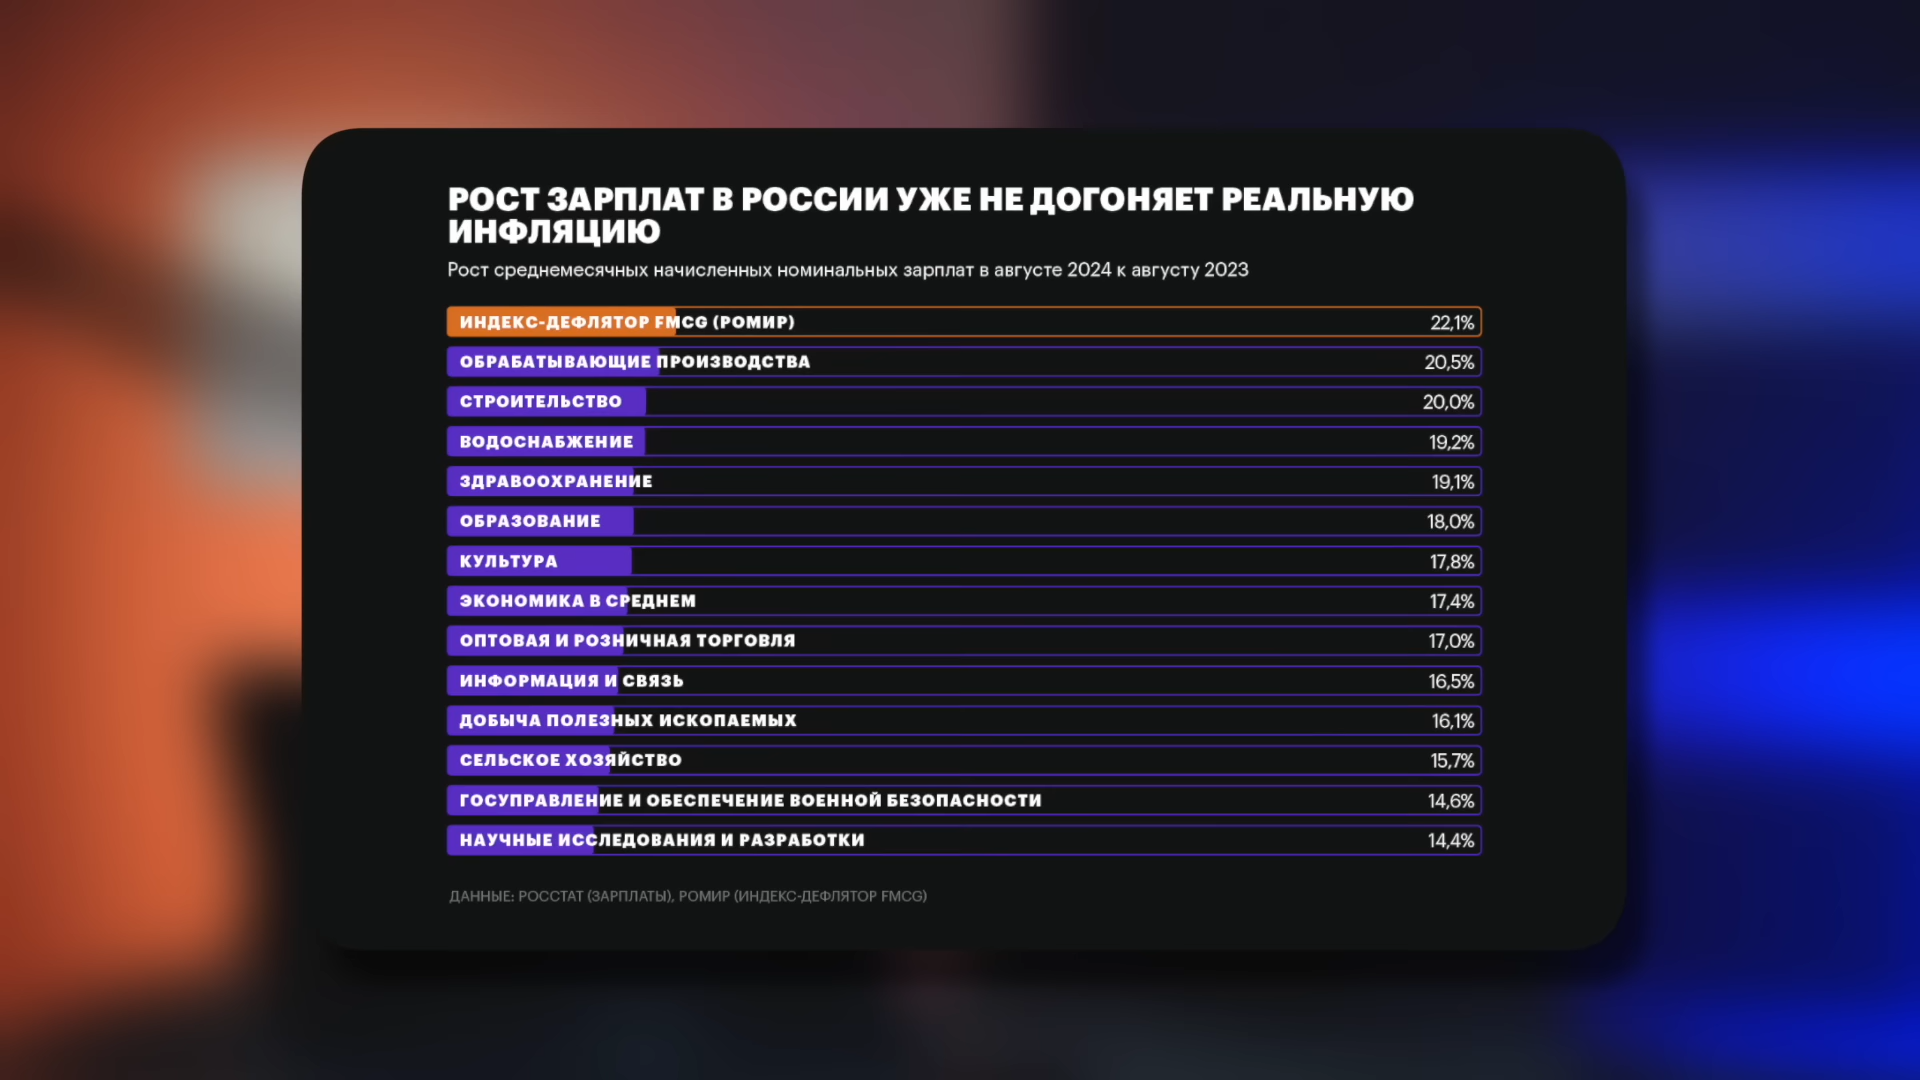 РОСТ ЗАРПЛАТ В РОССИИ УЖЕ НЕ ДОГОНЯЕТ РЕАЛЬНУЮ
ИНФЛЯЦИЮ
Рост среднемесячных начисленных номинальных зарплат в августе 2024 к августу 2023
ИНДЕКС-ДЕФЛЯТОР FMCG (РОМИР) 22,1%
ОБРАБАТЫВАЮЩИЕ ПРОИЗВОДСТВА 20,5%
СТРОИТЕЛЬСТВО 20,0%
ВОДОСНАБЖЕНИЕ 19,2%
ЗДРАВООХРАНЕНИЕ 19,1%
ОБРАЗОВАНИЕ 18,0%
КУЛЬТУРА 17,8%
ЭКОНОМИКА В СРЕДНЕМ 17,4%
ОПТОВАЯ И РОЗНИЧНАЯ ТОРГОВЛЯ 17,0%
ИНФОРМАЦИЯ И СВЯЗЬ 16,5%
ДОБЫЧА ПОЛЕЗНЫХ ИСКОПАЕМЫХ 16,1%
СЕЛЬСКОЕ ХОЗЯЙСТВО 15,7%
ГОСУПРАВЛЕНИЕ И ОБЕСПЕЧЕНИЕ ВОЕННОЙ БЕЗОПАСНОСТИ 14,6%
НАУЧНЫЕ ИССЛЕДОВАНИЯ И РАЗРАБОТКИ 14,4%
ДАННЫЕ: РОССТАТ (ЗАРПЛАТЫ), РОМИР (ИНДЕКС-ДЕФЛЯТОР FMCG)